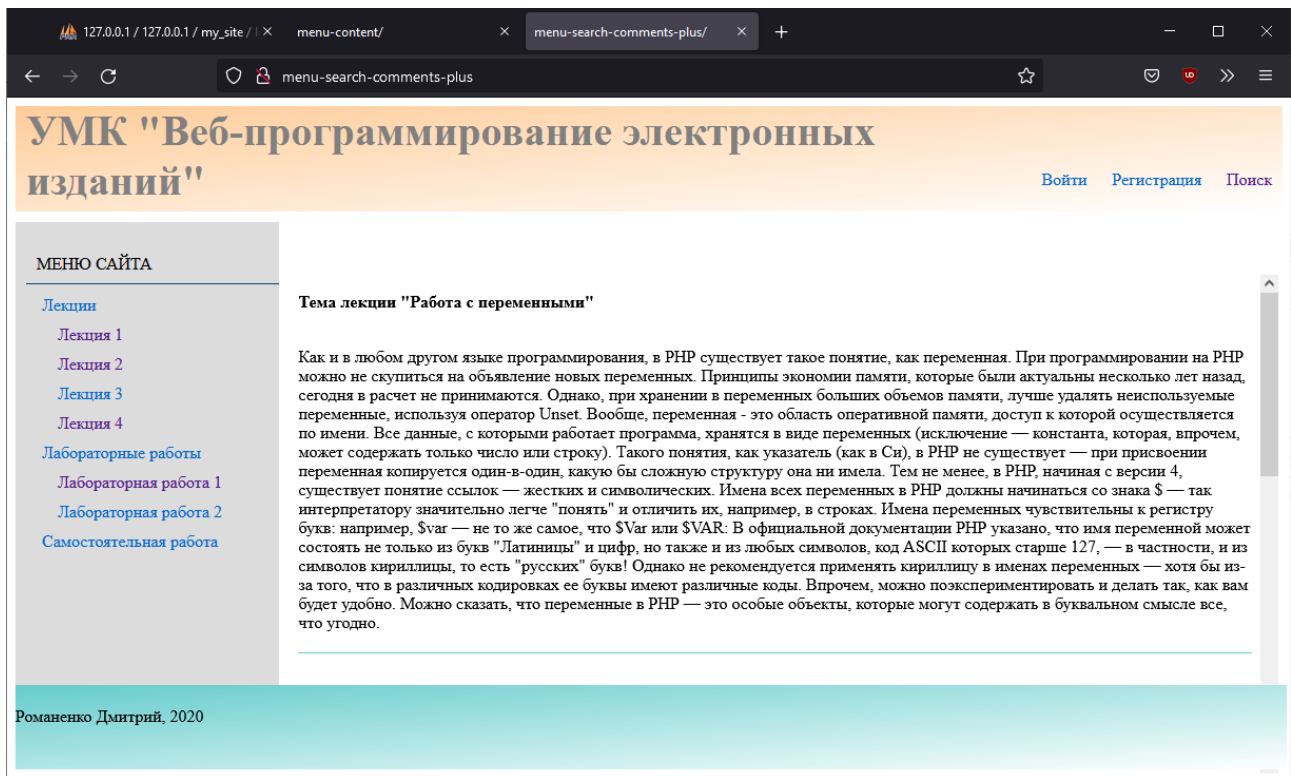 127.0.0.1 / 127.0.0.1 / my_site /
menu-content/
menu-search-comments-plus/
menu-search-comments-plus
УМК "Веб-программирование электронных
изданий"
Войти Регистрация Поиск
МЕНЮ САЙТА
Лекции
Лекция 1
Лекция 2
Лекция 3
Лекция 4
Лабораторные работы
Лабораторная работа 1
Лабораторная работа 2
Самостоятельная работа
Тема лекции "Работа с переменными"
Как и в любом другом языке программирования, в PHP существует такое понятие, как переменная. При программировании на PHP
можно не скупиться на объявление новых переменных. Принципы экономии памяти, которые были актуальны несколько лет назад,
сегодня в расчет не принимаются. Однако, при хранении в переменных больших объемов памяти, лучше удалять неиспользуемые
переменные, используя оператор Unset. Вообще, переменная - это область оперативной памяти, доступ к которой осуществляется
по имени. Все данные, с которыми работает программа, хранятся в виде переменных (исключение — константа, которая, впрочем,
может содержать только число или строку). Такого понятия, как указатель (как в Си), в PHP не существует — при присвоении
переменная копируется один-в-один, какую бы сложную структуру она ни имела. Тем не менее, в PHP, начиная с версии 4,
существует понятие ссылок — жестких и символических. Имена всех переменных в PHP должны начинаться со знака $ — так
интерпретатору значительно легче "понять" и отличить их, например, в строках. Имена переменных чувствительны к регистру
букв: например, $var — не то же самое, что $Var или $VAR: В официальной документации PHP указано, что имя переменной может
состоять не только из букв "Латиницы" и цифр, но также и из любых символов, код ASCII которых старше 127, — в частности, и из
символов кириллицы, то есть "русских" букв! Однако не рекомендуется применять кириллицу в именах переменных — хотя бы из-
за того, что в различных кодировках ее буквы имеют различные коды. Впрочем, можно поэкспериментировать и делать так, как вам
будет удобно. Можно сказать, что переменные в PHP — это особые объекты, которые могут содержать в буквальном смысле все,
что угодно.
Романенко Дмитрий, 2020